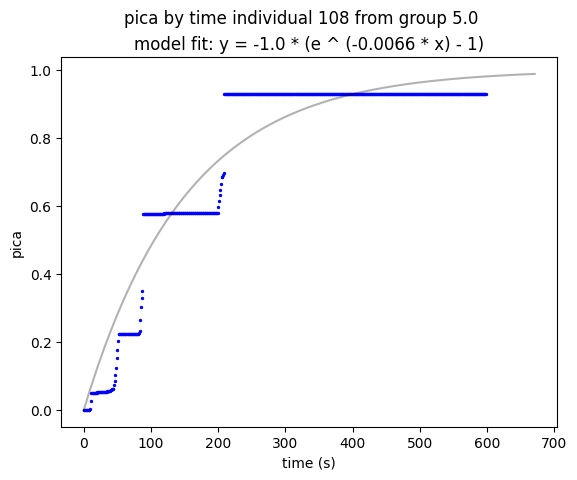 pica by time individual 108 from group 5.0
model fit: y = -1.0 * (e ^ (-0.0066 * x) - 1)
1.0
0.8
0.6
0.4
0.2
0.0
pica
0 100 200 300 400 500 600 700
time (s)